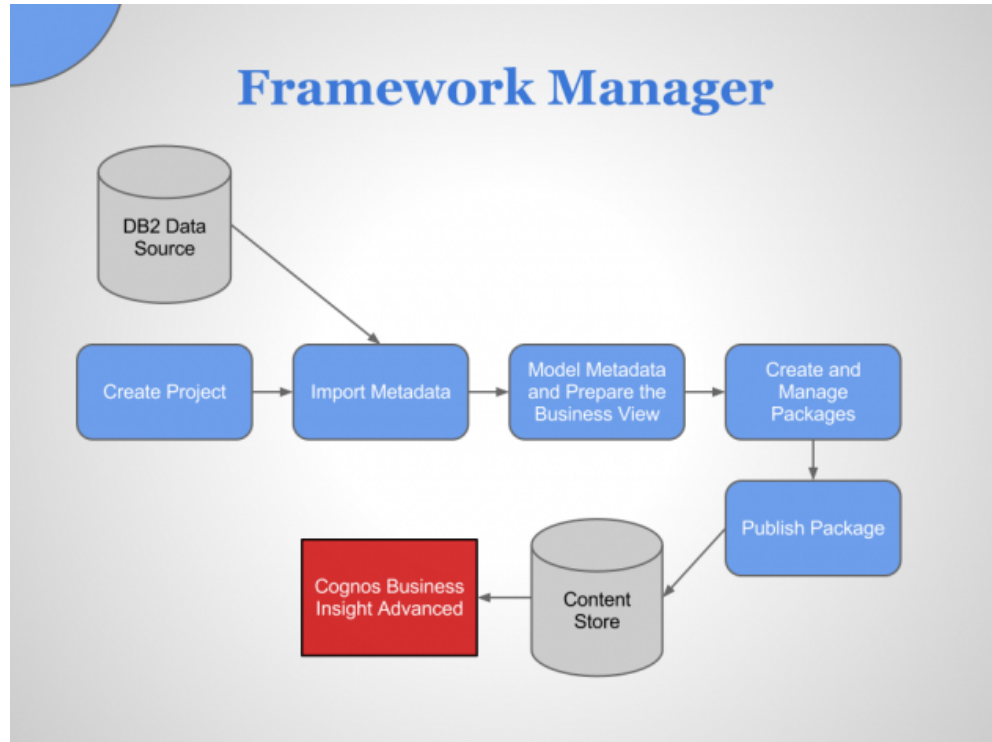 Framework Manager
DB2 Data
Source
Create Project
Import Metadata
Model Metadata
and Prepare the
Business View
Create and
Manage
Packages
Publish Package
Cognos Business
Insight Advanced
Content
Store